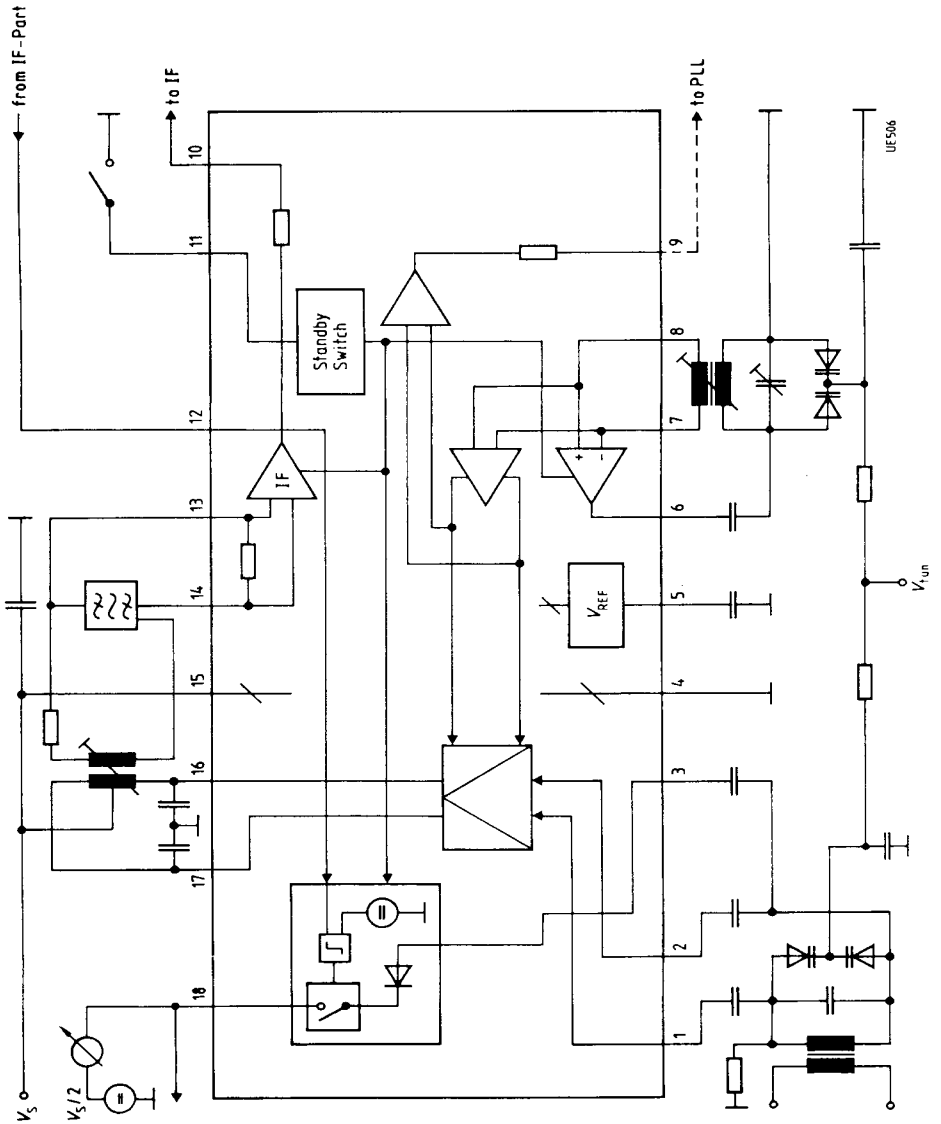 from IF-Part
to IF
10
11
12
13
14
15
16
17
18
V_S
V_S/2
Standby
Switch
IF
+
-
V_REF
to PLL
9
8
7
6
5
4
3
2
1
V_tun
UE506